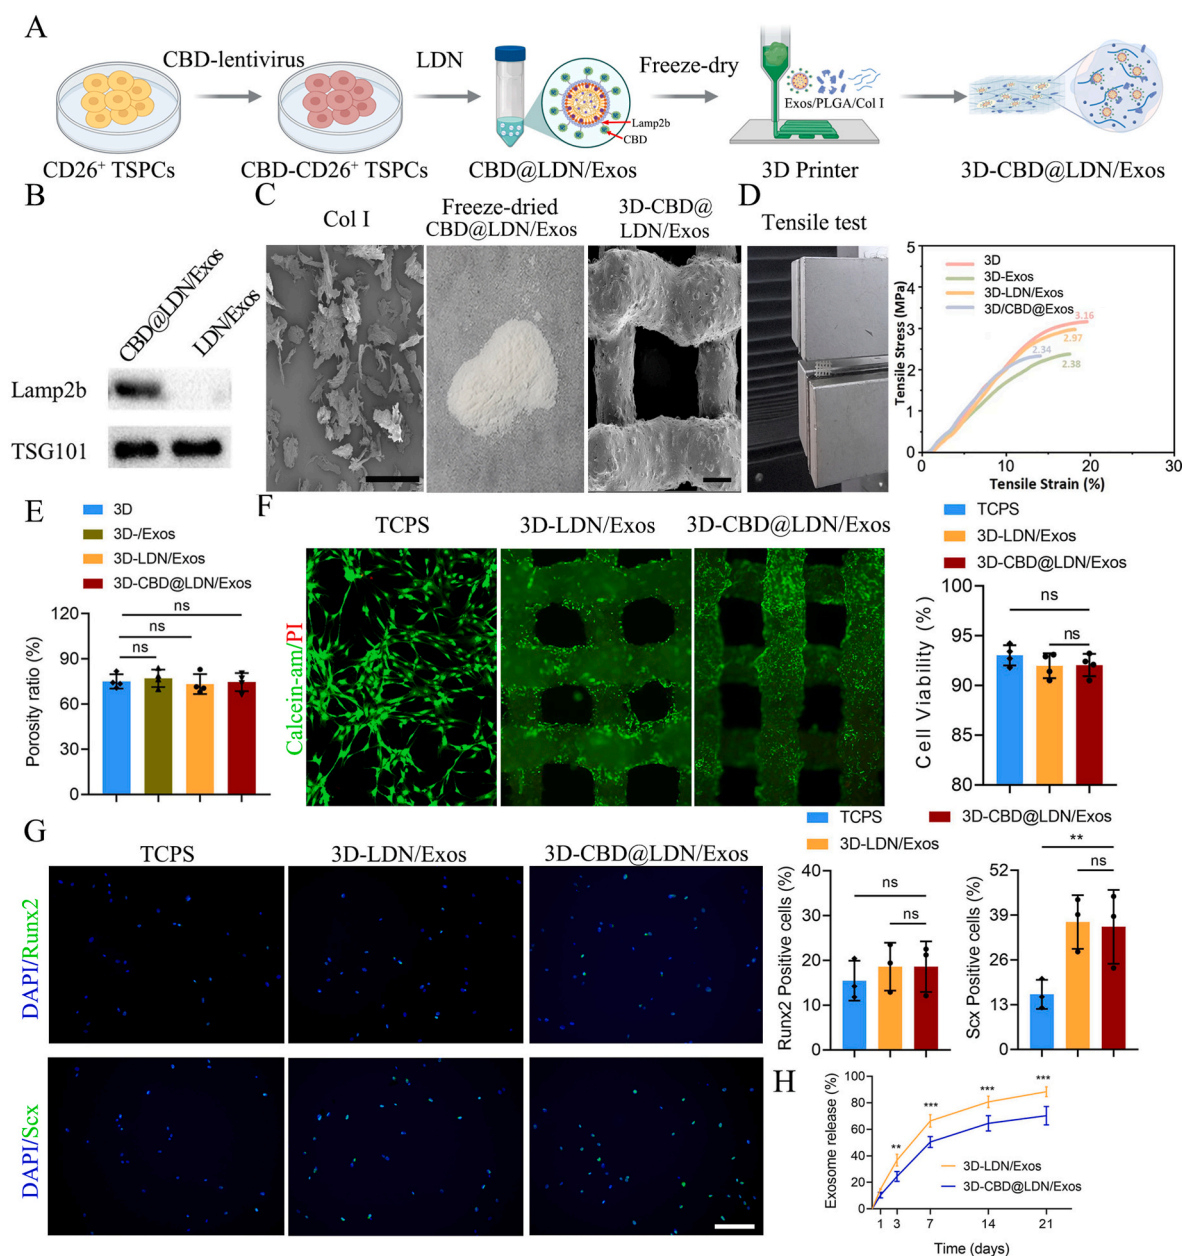 A
CBD-lentivirus
LDN
Freeze-dry
Exos/PLGA/Col I
Lamp2b
CBD
CD26⁺ TSPCs
CBD-CD26⁺ TSPCs
CBD@LDN/Exos
3D Printer
3D-CBD@LDN/Exos
B
CBD@LDN/Exos
LDN/Exos
Lamp2b
TSG101
C
Col I
Freeze-dried
CBD@LDN/Exos
3D-CBD@
LDN/Exos
D
Tensile test
Tensile Stress (MPa)
5
4
3
2
1
0
3D
3D-Exos
3D-LDN/Exos
3D/CBD@Exos
3.16
2.97
2.34
2.38
0
10
20
30
Tensile Strain (%)
E
3D
3D-/Exos
3D-LDN/Exos
3D-CBD@LDN/Exos
Porosity ratio (%)
120
90
60
30
0
ns
ns
ns
F
TCPS
3D-LDN/Exos
3D-CBD@LDN/Exos
Calcein-am/PI
TCPS
3D-LDN/Exos
3D-CBD@LDN/Exos
Cell Viability (%)
100
95
90
85
80
ns
ns
G
TCPS
3D-LDN/Exos
3D-CBD@LDN/Exos
DAPI/Runx2
DAPI/Scx
TCPS
3D-CBD@LDN/Exos
3D-LDN/Exos
Runx2 Positive cells (%)
40
30
20
10
0
ns
ns
Scx Positive cells (%)
52
39
26
13
0
**
ns
H
Exosome release (%)
100
80
60
40
20
0
**
***
***
***
3D-LDN/Exos
3D-CBD@LDN/Exos
1
3
7
14
21
Time (days)